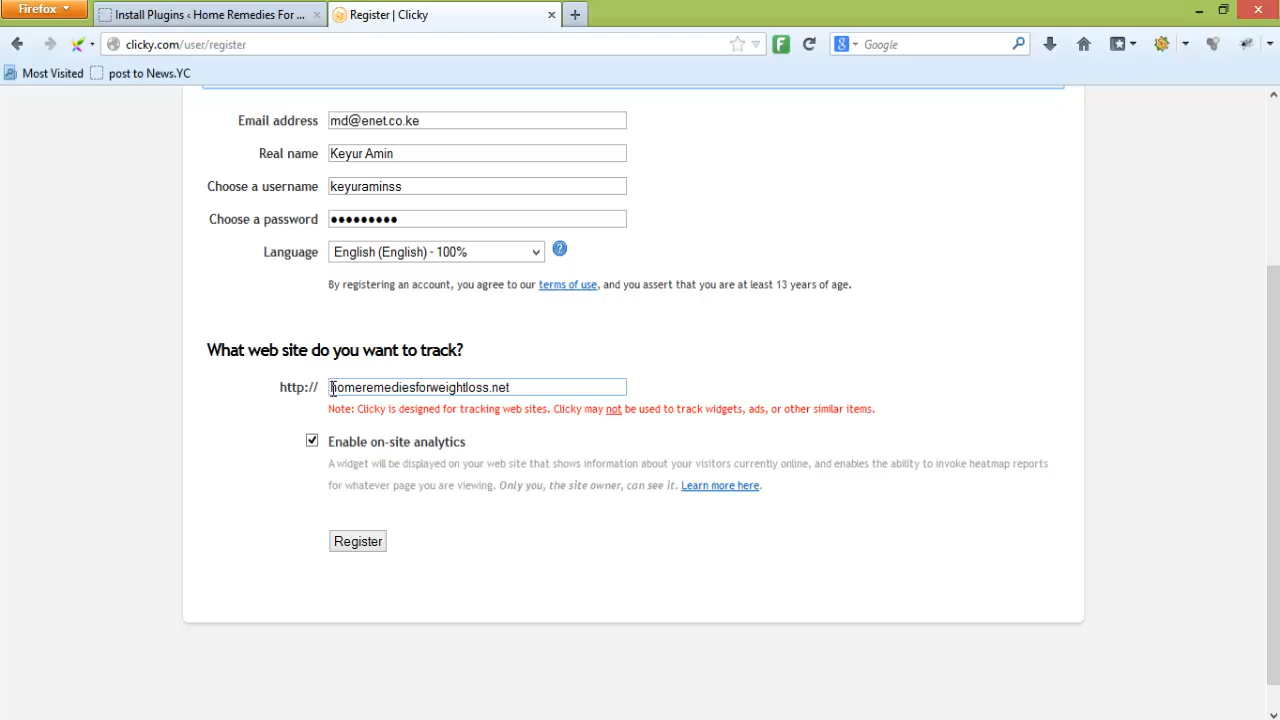 Firefox
Install Plugins ‹ Home Remedies For ...
Register | Clicky
clicky.com/user/register
Google
Most Visited
post to News.YC
Email address
md@enet.co.ke
Real name
Keyur Amin
Choose a username
keyuraminss
Choose a password
●●●●●●●●●
Language
English (English) - 100%
By registering an account, you agree to our terms of use, and you assert that you are at least 13 years of age.
What web site do you want to track?
http://
homeremediesforweightloss.net
Note: Clicky is designed for tracking web sites. Clicky may not be used to track widgets, ads, or other similar items.
Enable on-site analytics
A widget will be displayed on your web site that shows information about your visitors currently online, and enables the ability to invoke heatmap reports
for whatever page you are viewing. Only you, the site owner, can see it. Learn more here.
Register